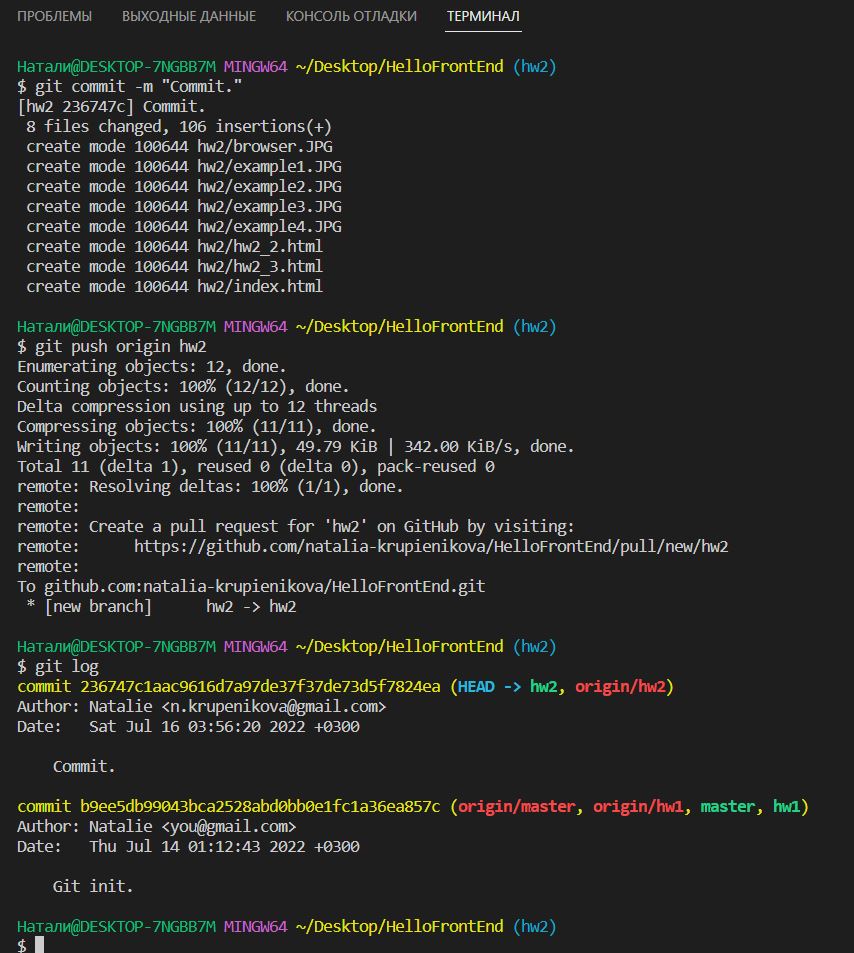 ПРОБЛЕМЫ ВЫХОДНЫЕ ДАННЫЕ КОНСОЛЬ ОТЛАДКИ ТЕРМИНАЛ
Натали@DESKTOP-7NGBB7M MINGW64 ~/Desktop/HelloFrontEnd (hw2)
$ git commit -m "Commit."
[hw2 236747c] Commit.
 8 files changed, 106 insertions(+)
 create mode 100644 hw2/browser.JPG
 create mode 100644 hw2/example1.JPG
 create mode 100644 hw2/example2.JPG
 create mode 100644 hw2/example3.JPG
 create mode 100644 hw2/example4.JPG
 create mode 100644 hw2/hw2_2.html
 create mode 100644 hw2/hw2_3.html
 create mode 100644 hw2/index.html
Натали@DESKTOP-7NGBB7M MINGW64 ~/Desktop/HelloFrontEnd (hw2)
$ git push origin hw2
Enumerating objects: 12, done.
Counting objects: 100% (12/12), done.
Delta compression using up to 12 threads
Compressing objects: 100% (11/11), done.
Writing objects: 100% (11/11), 49.79 KiB | 342.00 KiB/s, done.
Total 11 (delta 1), reused 0 (delta 0), pack-reused 0
remote: Resolving deltas: 100% (1/1), done.
remote:
remote: Create a pull request for 'hw2' on GitHub by visiting:
remote:      https://github.com/natalia-krupienikova/HelloFrontEnd/pull/new/hw2
remote:
To github.com:natalia-krupienikova/HelloFrontEnd.git
 * [new branch]      hw2 -> hw2
Натали@DESKTOP-7NGBB7M MINGW64 ~/Desktop/HelloFrontEnd (hw2)
$ git log
commit 236747c1aac9616d7a97de37f37de73d5f7824ea (HEAD -> hw2, origin/hw2)
Author: Natalie <n.krupenikova@gmail.com>
Date:   Sat Jul 16 03:56:20 2022 +0300
    Commit.
commit b9ee5db99043bca2528abd0bb0e1fc1a36ea857c (origin/master, origin/hw1, master, hw1)
Author: Natalie <you@gmail.com>
Date:   Thu Jul 14 01:12:43 2022 +0300
    Git init.
Натали@DESKTOP-7NGBB7M MINGW64 ~/Desktop/HelloFrontEnd (hw2)
$